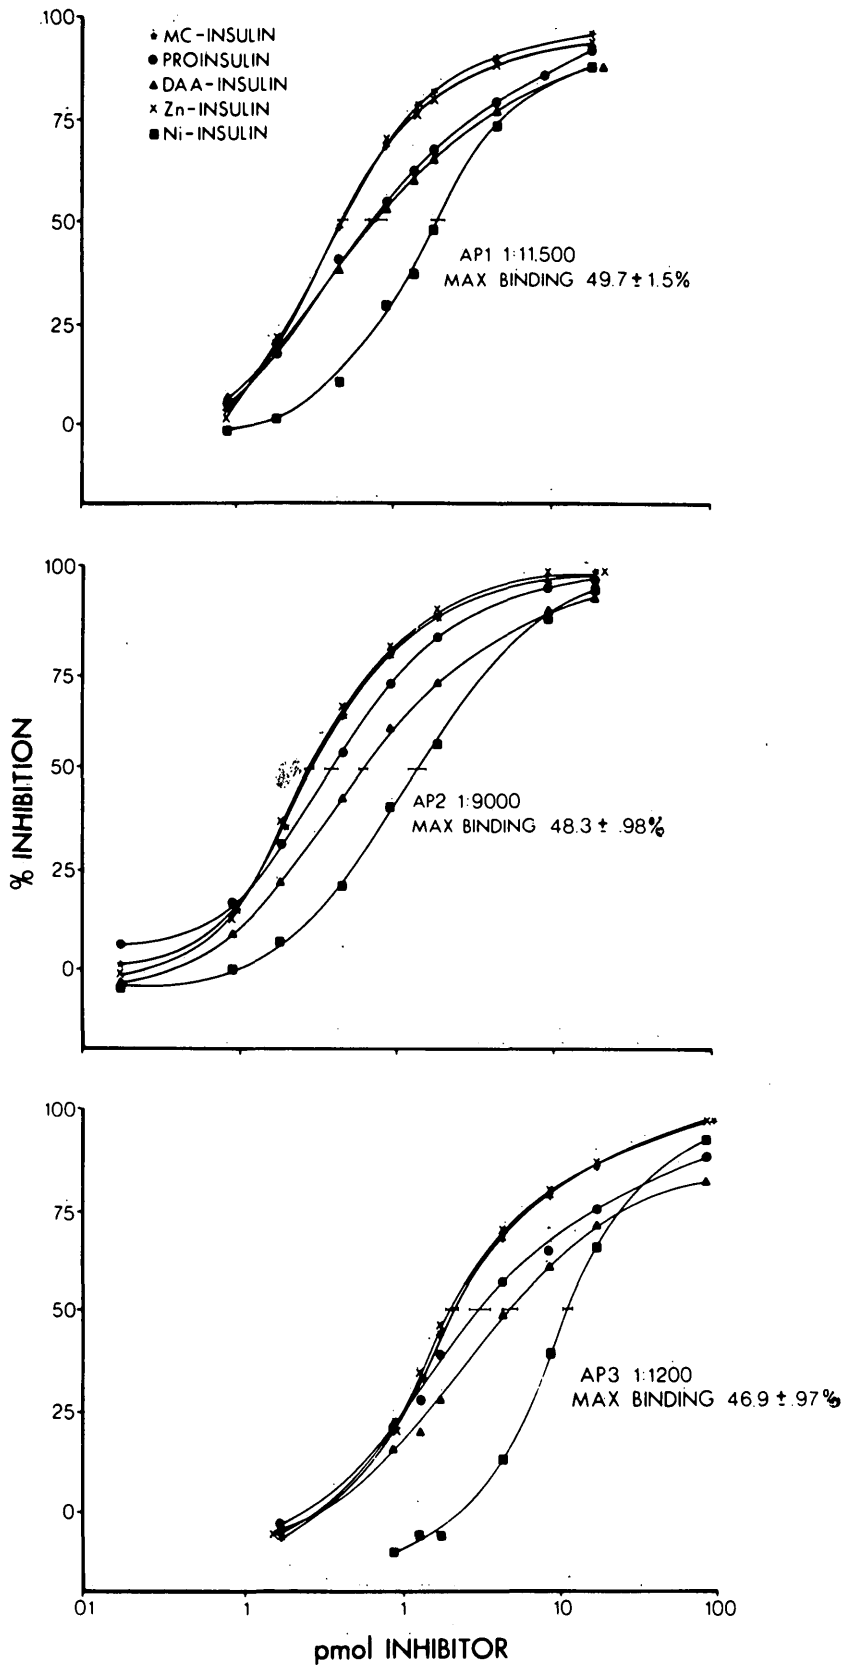 100
75
50
25
0
MC-INSULIN
PROINSULIN
DAA-INSULIN
Zn-INSULIN
Ni-INSULIN
AP1 1:11.500
MAX BINDING 49.7 ± 1.5%
% INHIBITION
100
75
50
25
0
AP2 1:9000
MAX BINDING 48.3 ± .98%
100
75
50
25
0
AP3 1:1200
MAX BINDING 46.9 ± .97%
01 1 1 10 100
pmol INHIBITOR